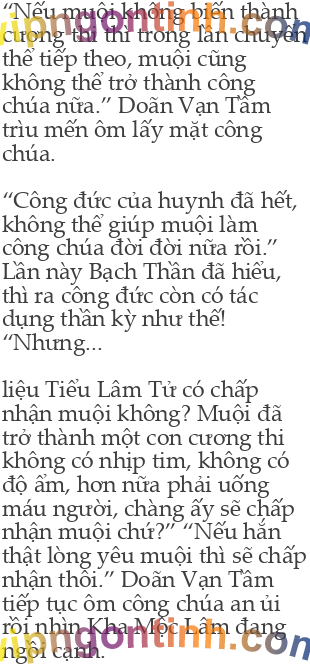 “Nếu muội không biến thành
cương thi thì trong lần chuyển
thế tiếp theo, muội cũng
không thể trở thành công
chúa nữa.” Doãn Vạn Tâm
trìu mến ôm lấy mặt công
chúa.

“Công đức của huynh đã hết,
không thể giúp muội làm
công chúa đời đời nữa rồi.”
Lần này Bạch Thần đã hiểu,
thì ra công đức còn có tác
dụng thần kỳ như thế!
“Nhưng...

liệu Tiểu Lâm Tử có chấp
nhận muội không? Muội đã
trở thành một con cương thi
không có nhịp tim, không có
độ ẩm, hơn nữa phải uống
máu người, chàng ấy sẽ chấp
nhận muội chứ?” “Nếu hắn
thật lòng yêu muội thì sẽ chấp
nhận thôi.” Doãn Vạn Tâm
tiếp tục ôm công chúa an ủi
rồi nhìn Kha Mộc Lâm đang
ngồi cạnh.
vipngontinh.com